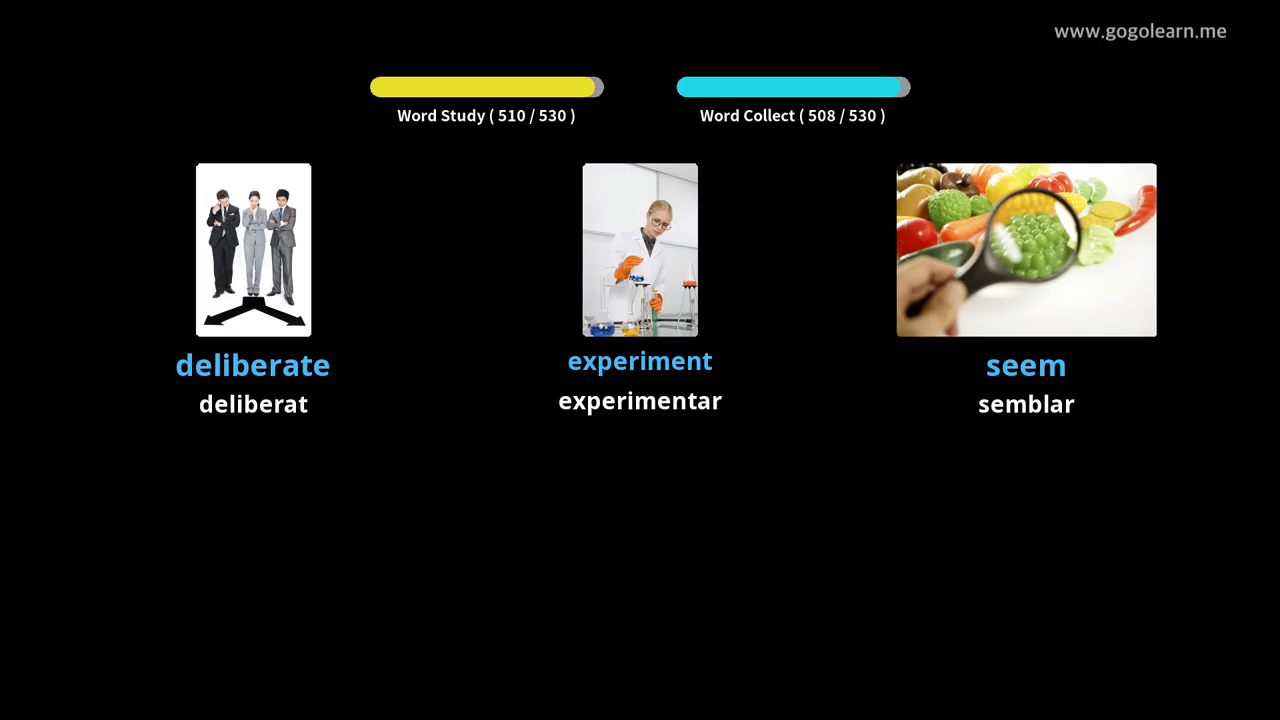 www.gogolearn.me
Word Study ( 510 / 530 )
Word Collect ( 508 / 530 )
deliberate
deliberat
experiment
experimentar
seem
semblar